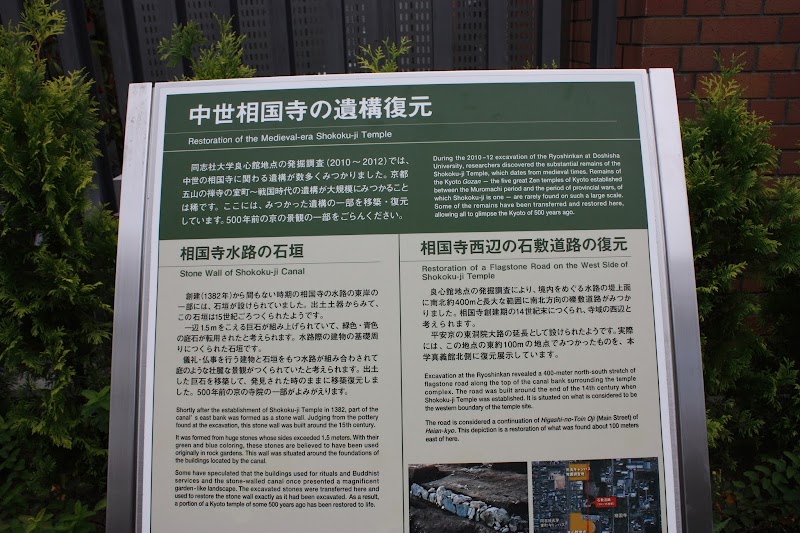 中世相国寺の遺構復元
Restoration of the Medieval-era Shokoku-ji Temple
同志社大学良心館地点の発掘調査(2010～2012)では、
中世の相国寺に関わる遺構が数多くみつかりました。京都
五山の禅寺の室町～戦国時代の遺構が大規模にみつかること
は稀です。ここには、みつかった遺構の一部を移築・復元
しています。500年前の京の景観の一部をごらんください。
During the 2010-12 excavation of the Ryoshinkan at Doshisha
University, researchers discovered the substantial remains of the
Shokoku-ji Temple, which dates from medieval times. Remains of
the Kyoto Gozan — the five great Zen temples of Kyoto established
between the Muromachi period and the period of provincial wars, of
which Shokoku-ji is one — are rarely found on such a large scale.
Some of the remains have been transferred and restored here,
allowing all to glimpse the Kyoto of 500 years ago.
相国寺水路の石垣
Stone Wall of Shokoku-ji Canal
創建(1382年)から間もない時期の相国寺の水路の東岸の
一部には、石垣が設けられていました。出土土器からみて、
この石垣は15世紀ごろつくられたようです。
一辺1.5mをこえる巨石が組み上げられていて、緑色・青色
の庭石が転用されたと考えられます。水路際の建物の基礎周
りにつくられた石垣です。
儀礼・仏事を行う建物と石垣をもつ水路が組み合わされて
庭のような壮麗な景観がつくられていたと考えられます。出土
した巨石を移築して、発見された時のままに移築復元しま
した。500年前の京の寺院の一部がよみがえります。
Shortly after the establishment of Shokoku-ji Temple in 1382, part of the
canal' s east bank was formed as a stone wall. Judging from the pottery
found at the excavation, this stone wall was built around the 15th century.
It was formed from huge stones whose sides exceeded 1.5 meters. With their
green and blue coloring, these stones are believed to have been used
originally in rock gardens. This wall was situated around the foundations of
the buildings located by the canal.
Some have speculated that the buildings used for rituals and Buddhist
services and the stone-walled canal once presented a magnificent
garden-like landscape. The excavated stones were transferred here and
used to restore the stone wall exactly as it had been excavated. As a result,
a portion of a Kyoto temple of some 500 years ago has been restored to life.
相国寺西辺の石敷道路の復元
Restoration of a Flagstone Road on the West Side of
Shokoku-ji Temple
良心館地点の発掘調査により、境内をめぐる水路の堤上面
に南北約400mと長大な範囲に南北方向の礫敷道路がみつか
りました。相国寺創建期の14世紀末につくられ、寺域の西辺と
考えられます。
平安京の東洞院大路の延長として設けられたようです。実際
には、この地点の東約100mの地点でみつかったものを、本
学真義館北側に復元展示しています。
Excavation at the Ryoshinkan revealed a 400-meter north-south stretch of
flagstone road along the top of the canal bank surrounding the temple
complex. The road was built around the end of the 14th century when
Shokoku-ji Temple was established. It is situated on what is considered to be
the western boundary of the temple site.
The road is considered a continuation of Higashi-no-Toin Oji (Main Street) of
Heian-kyo. This depiction is a restoration of what was found about 100 meters
east of here.